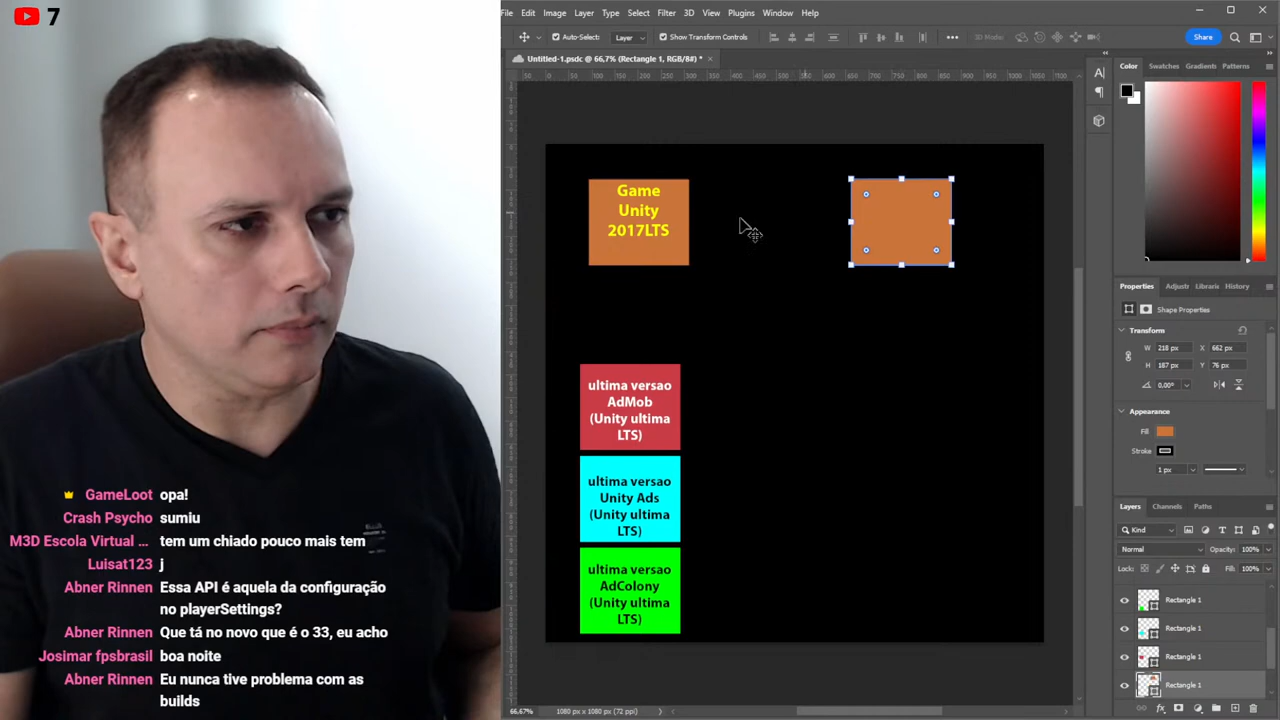 7
File Edit Image Layer Type Select Filter 3D View Plugins Window Help
Auto-Select: Layer Show Transform Controls 3D Mode: Share
Untitled-1.psdc @ 66,7% (Rectangle 1, RGB/8#) *
Color Swatches Gradients Patterns
Game
Unity
2017LTS
ultima versao
AdMob
(Unity ultima
LTS)
ultima versao
Unity Ads
(Unity ultima
LTS)
ultima versao
AdColony
(Unity ultima
LTS)
Properties Adjustr Libraris History
Shape Properties
Transform
W 218 px X 662 px
H 187 px Y 76 px
0,00°
Appearance
Fill
Stroke
1 px
Layers Channels Paths
Kind
Normal Opacity: 100%
Lock: Fill: 100%
Rectangle 1
Rectangle 1
Rectangle 1
Rectangle 1
66,67% 1080 px x 1080 px (72 ppi)
GameLoot opa!
Crash Psycho sumiu
M3D Escola Virtual ... tem um chiado pouco mais tem
Luisat123 j
Abner Rinnen Essa API é aquela da configuração
no playerSettings?
Abner Rinnen Que tá no novo que é o 33, eu acho
Josimar fpsbrasil boa noite
Abner Rinnen Eu nunca tive problema com as
builds